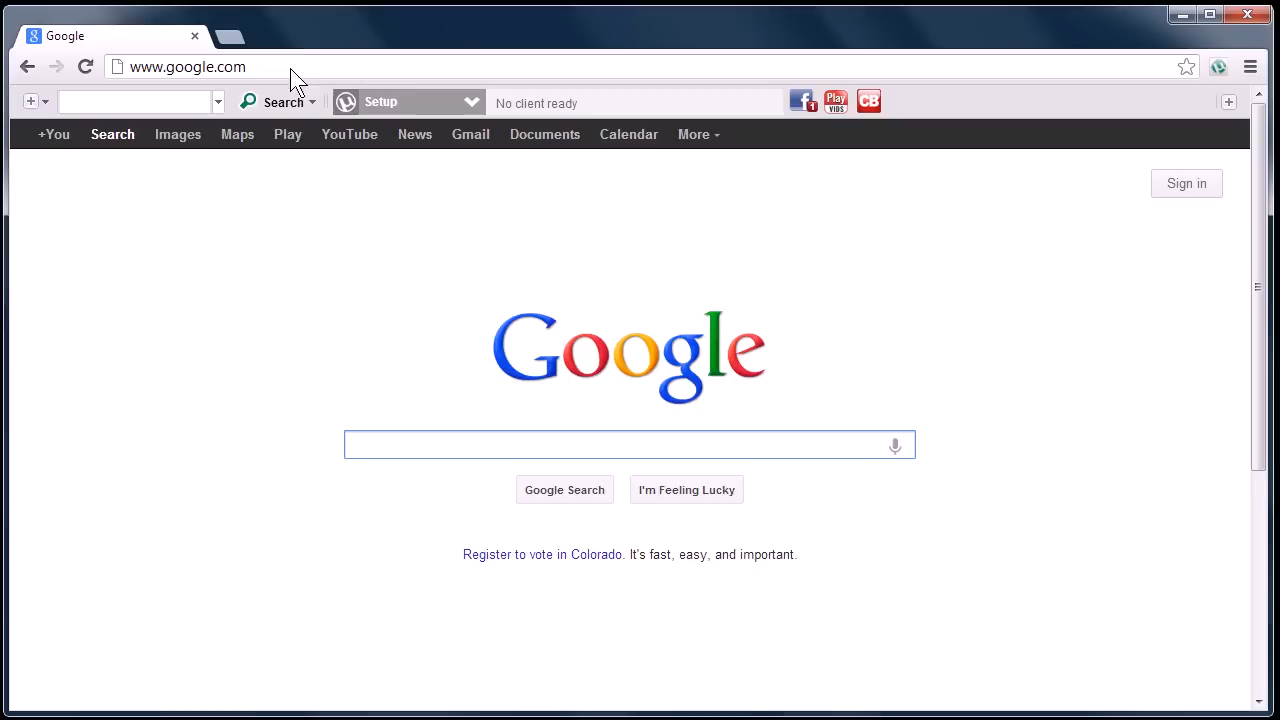 Google
www.google.com
Search Setup No client ready 1 Play VIDS CB
+You Search Images Maps Play YouTube News Gmail Documents Calendar More
Sign in
Google
Google Search I'm Feeling Lucky
Register to vote in Colorado. It's fast, easy, and important.